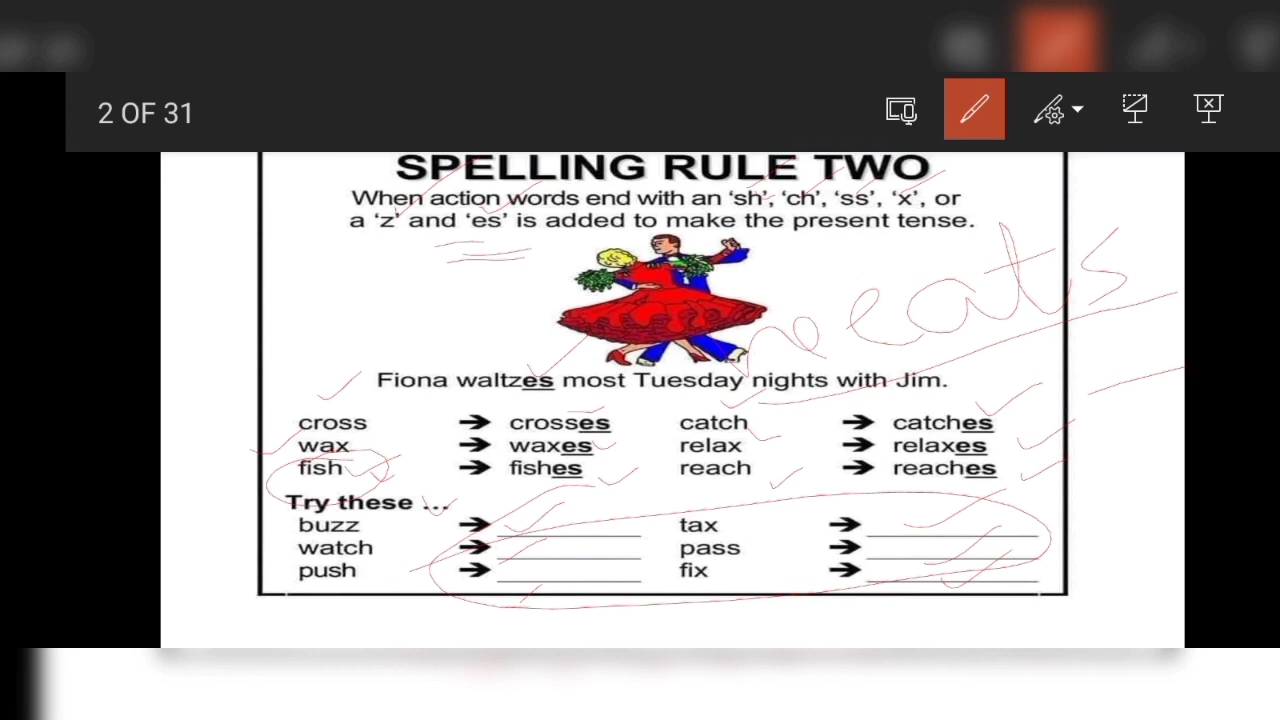 2 OF 31
SPELLING RULE TWO
When action words end with an ‘sh’, ‘ch’, ‘ss’, ‘x’, or
a ‘z’ and ‘es’ is added to make the present tense.
he eats
Fiona waltzes most Tuesday nights with Jim.
cross → crosses catch → catches
wax → waxes relax → relaxes
fish → fishes reach → reaches
Try these ...
buzz → tax →
watch → pass →
push → fix →